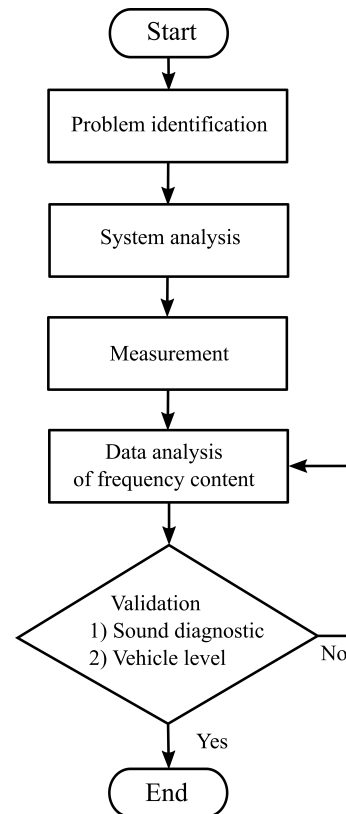 Start
Problem identification
System analysis
Measurement
Data analysis
of frequency content
Validation
1) Sound diagnostic
2) Vehicle level
No
Yes
End